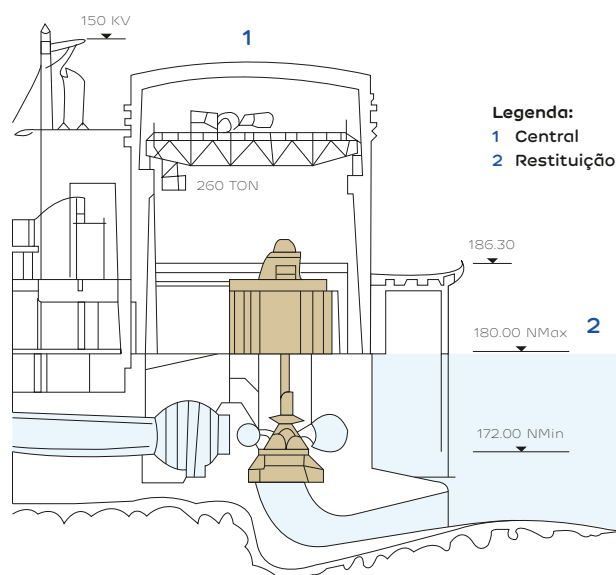 150 KV
1
Legenda:
1 Central
2 Restituição
260 TON
186.30
2
180.00 NMax
172.00 NMin